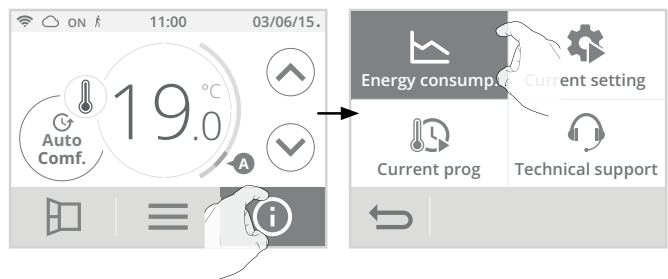 ON 11:00 03/06/15.
19.0 °C
Auto
Comf.
A
i
Energy consump.
Current setting
Current prog
Technical support